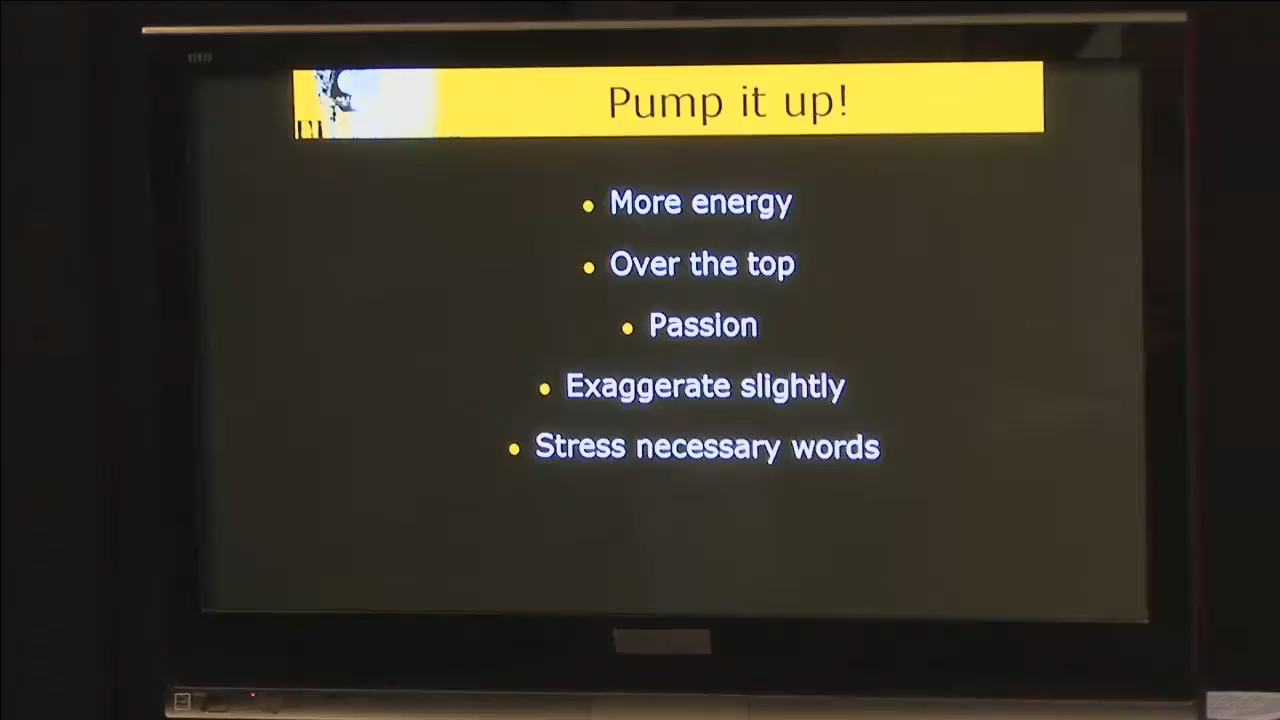 Pump it up!
• More energy
• Over the top
• Passion
• Exaggerate slightly
• Stress necessary words